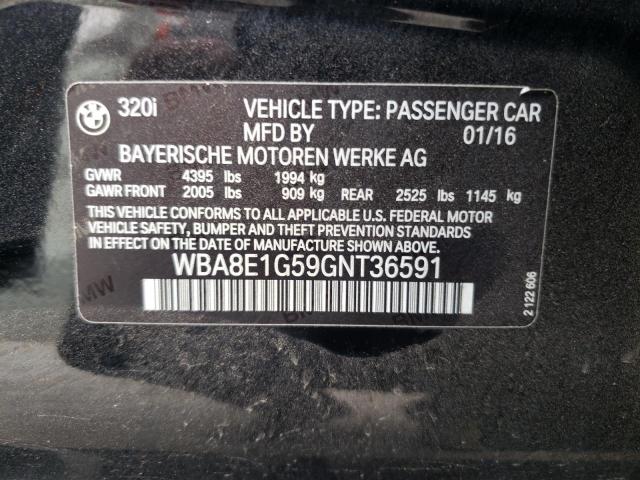 320i VEHICLE TYPE: PASSENGER CAR
MFD BY 01/16
BAYERISCHE MOTOREN WERKE AG
GVWR 4395 lbs 1994 kg
GAWR FRONT 2005 lbs 909 kg REAR 2525 lbs 1145 kg
THIS VEHICLE CONFORMS TO ALL APPLICABLE U.S. FEDERAL MOTOR
VEHICLE SAFETY, BUMPER AND THEFT PREVENTION STANDARDS
IN EFFECT ON THE DATE OF MANUFACTURE SHOWN ABOVE.
WBA8E1G59GNT36591
2 122 606